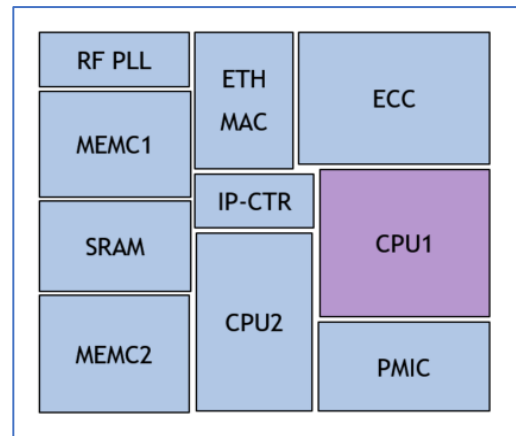 RF PLL
ETH
MAC
ECC
MEMC1
IP-CTR
CPU1
SRAM
CPU2
MEMC2
PMIC